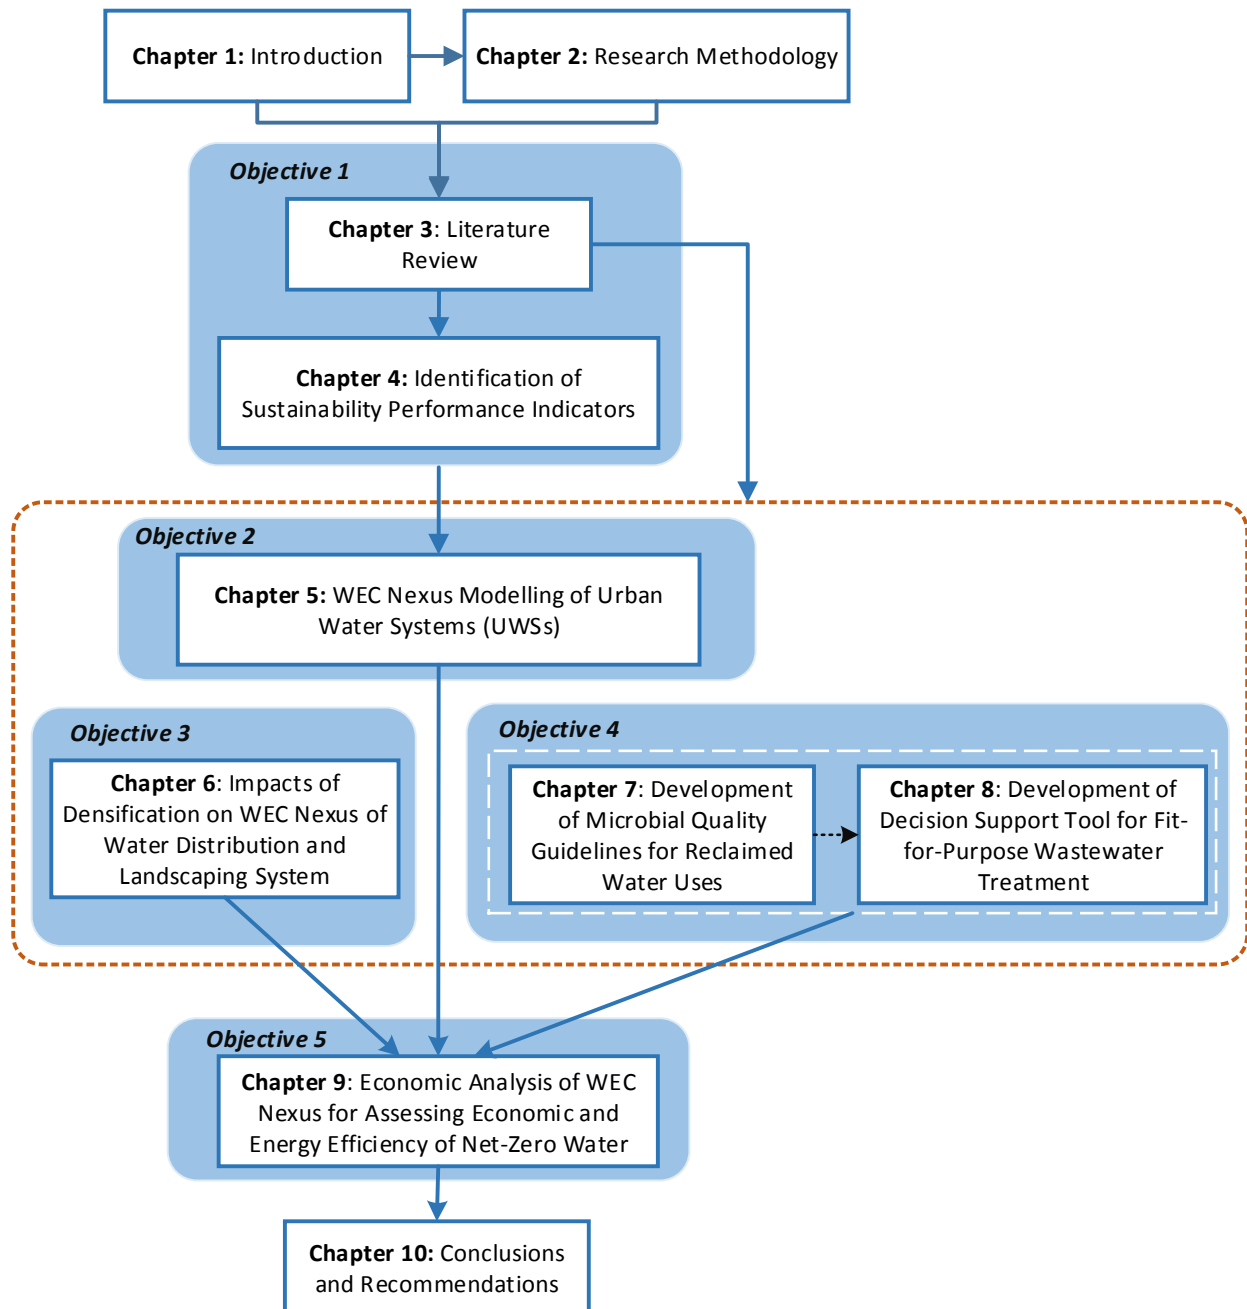 Chapter 1: Introduction
Chapter 2: Research Methodology
Objective 1
Chapter 3: Literature
Review
Chapter 4: Identification of
Sustainability Performance Indicators
Objective 2
Chapter 5: WEC Nexus Modelling of Urban
Water Systems (UWSs)
Objective 3
Chapter 6: Impacts of
Densification on WEC Nexus of
Water Distribution and
Landscaping System
Objective 4
Chapter 7: Development
of Microbial Quality
Guidelines for Reclaimed
Water Uses
Chapter 8: Development of
Decision Support Tool for Fit-
for-Purpose Wastewater
Treatment
Objective 5
Chapter 9: Economic Analysis of WEC
Nexus for Assessing Economic and
Energy Efficiency of Net-Zero Water
Chapter 10: Conclusions
and Recommendations